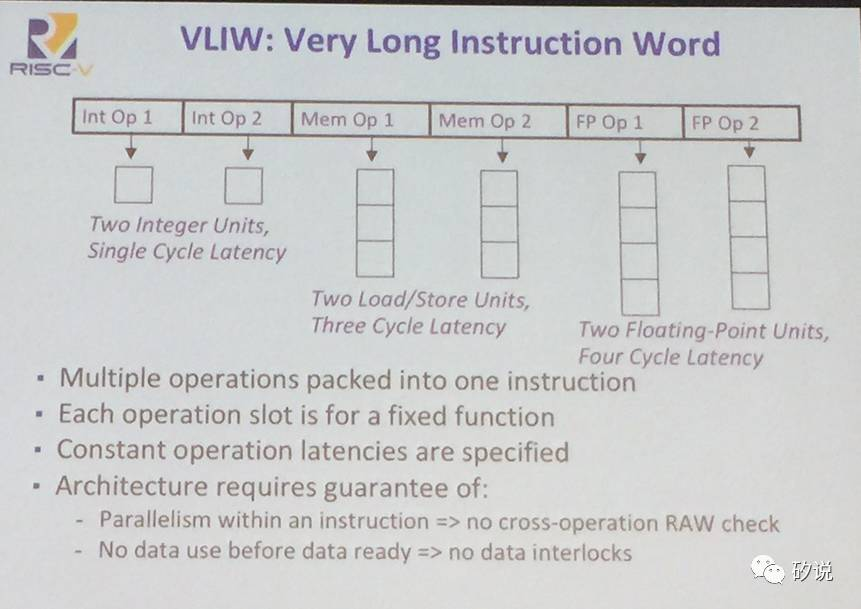 VLIW: Very Long Instruction Word
RISC-V
Int Op 1 Int Op 2 Mem Op 1 Mem Op 2 FP Op 1 FP Op 2
Two Integer Units,
Single Cycle Latency
Two Load/Store Units,
Three Cycle Latency
Two Floating-Point Units,
Four Cycle Latency
▪ Multiple operations packed into one instruction
▪ Each operation slot is for a fixed function
▪ Constant operation latencies are specified
▪ Architecture requires guarantee of:
- Parallelism within an instruction => no cross-operation RAW check
- No data use before data ready => no data interlocks
矽说